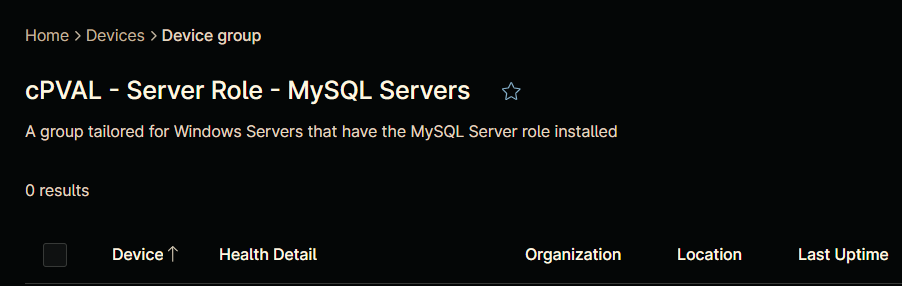 Home > Devices > Device group
cPVAL - Server Role - MySQL Servers
A group tailored for Windows Servers that have the MySQL Server role installed
0 results
Device ↑ Health Detail Organization Location Last Uptime